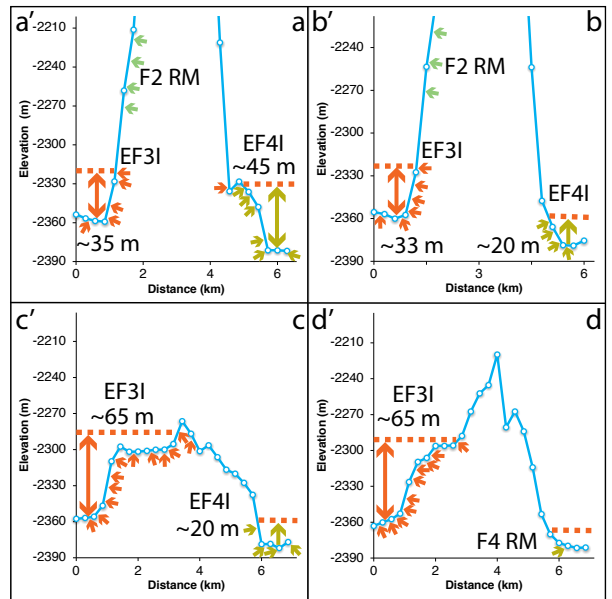 a' a
Elevation (m)
-2210
-2240
-2270
-2300
-2330
-2360
-2390
F2 RM
EF3I
EF4I
~45 m
~35 m
0 2 4 6
Distance (km)
b' b
Elevation (m)
-2240
-2270
-2300
-2330
-2360
-2390
F2 RM
EF3I
EF4I
~33 m ~20 m
0 3 6
Distance (km)
c' c
Elevation (m)
-2210
-2240
-2270
-2300
-2330
-2360
-2390
EF3I
~65 m
EF4I
~20 m
0 2 4 6
Distance (km)
d' d
Elevation (m)
-2210
-2240
-2270
-2300
-2330
-2360
-2390
EF3I
~65 m
F4 RM
0 2 4 6
Distance (km)